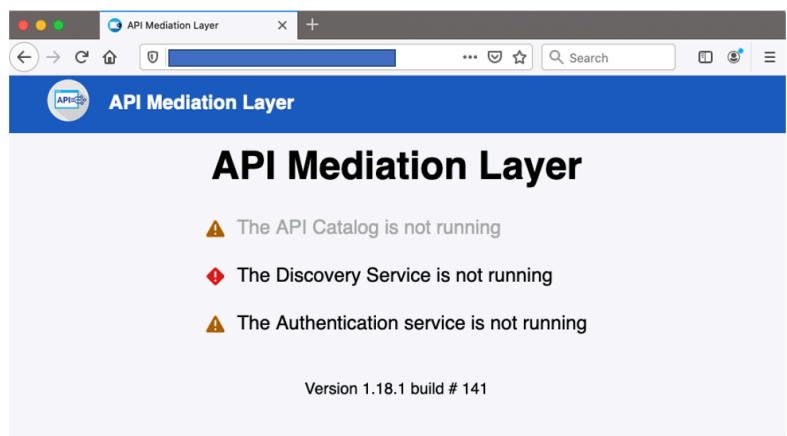 API Mediation Layer
Search
API
API Mediation Layer
API Mediation Layer
The API Catalog is not running
The Discovery Service is not running
The Authentication service is not running
Version 1.18.1 build # 141